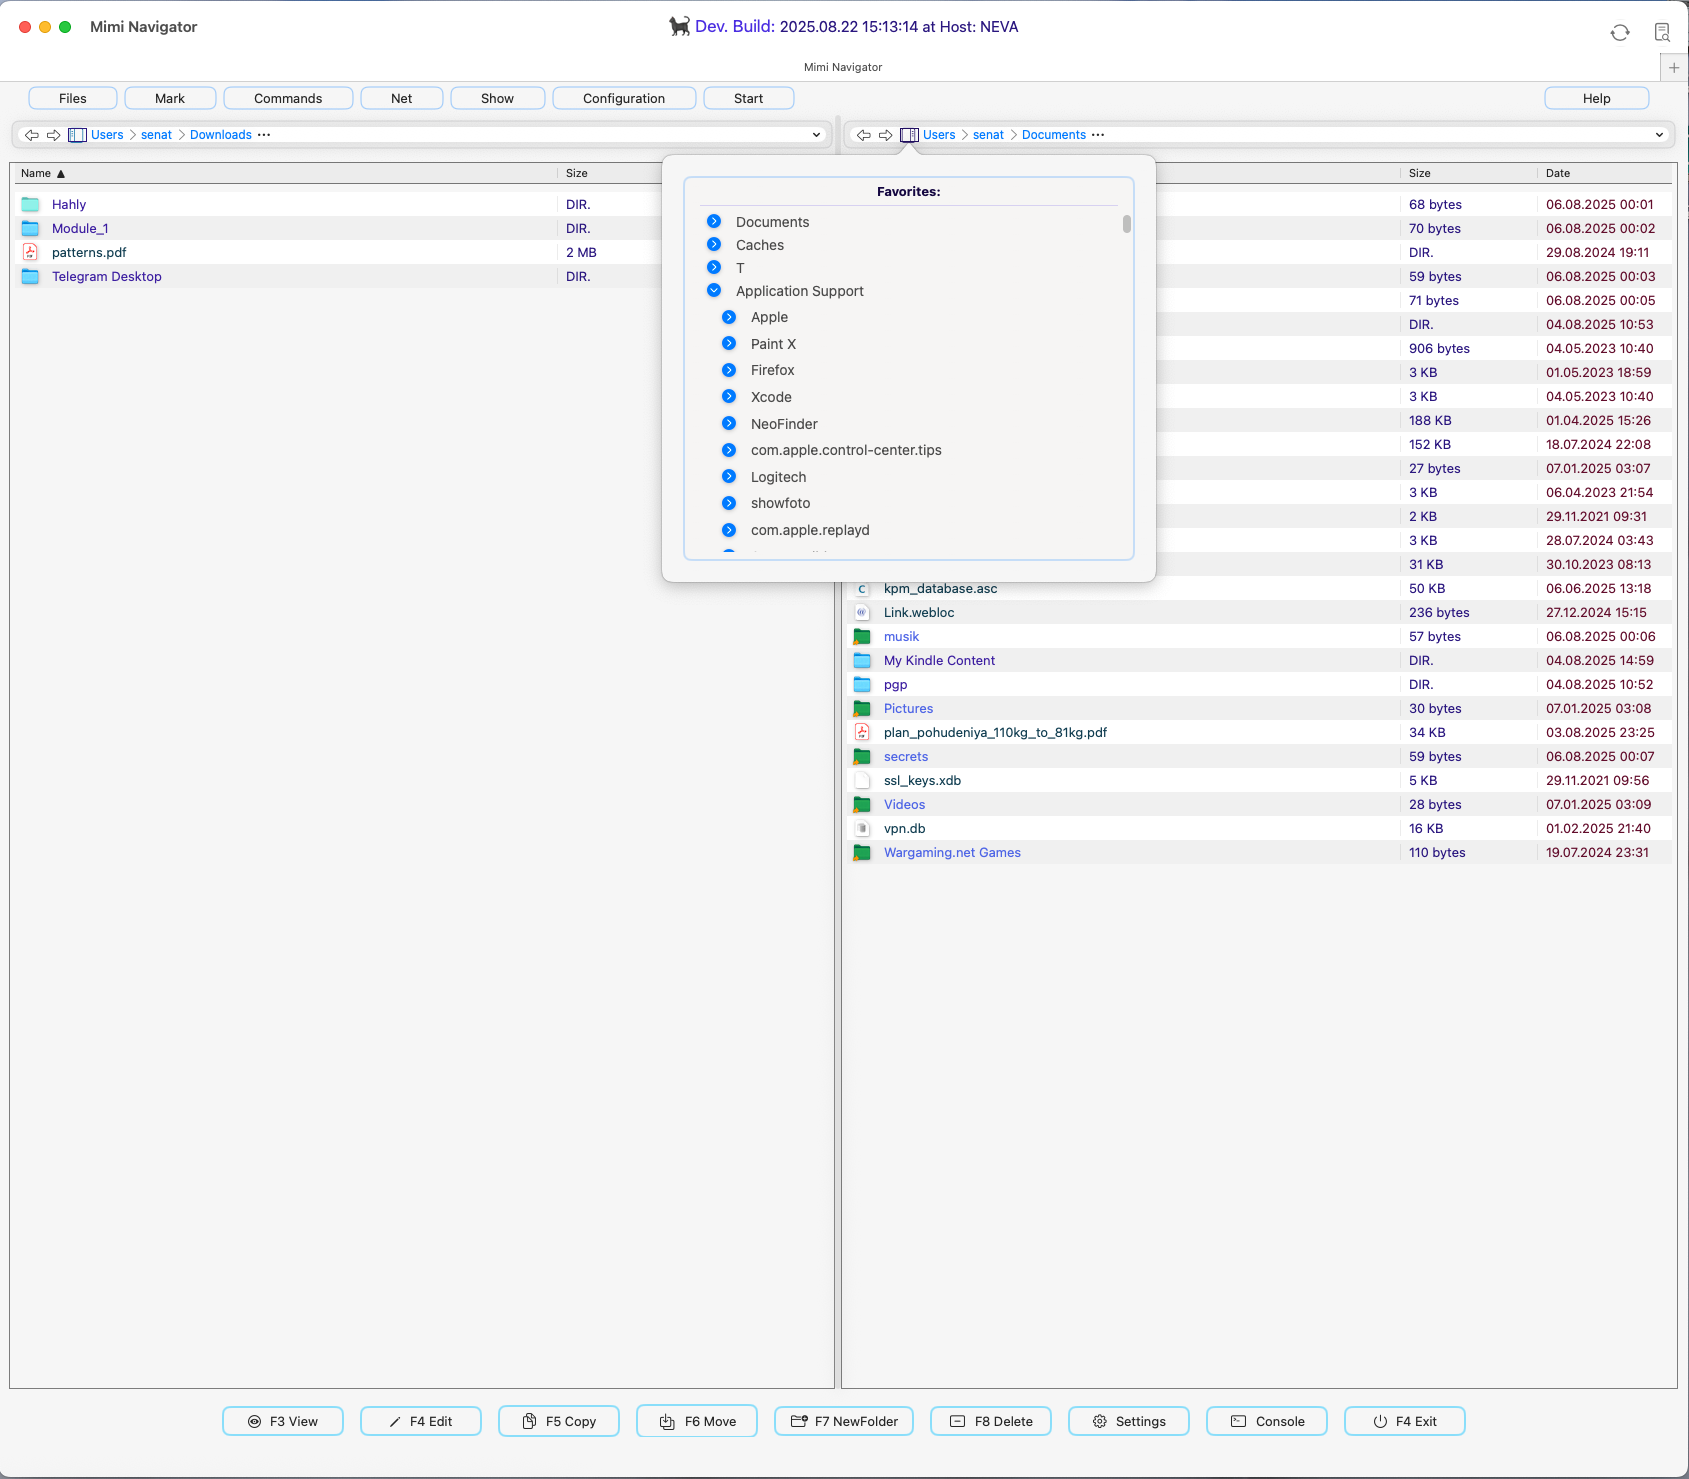 Mimi Navigator
Dev. Build: 2025.08.22 15:13:14 at Host: NEVA
Mimi Navigator
Files Mark Commands Net Show Configuration Start Help
Users senat Downloads ···
Users senat Documents ···
Name ▲ Size
Hahly DIR.
Module_1 DIR.
patterns.pdf 2 MB
Telegram Desktop DIR.
Favorites:
Documents
Caches
T
Application Support
Apple
Paint X
Firefox
Xcode
NeoFinder
com.apple.control-center.tips
Logitech
showfoto
com.apple.replayd
Size Date
68 bytes 06.08.2025 00:01
70 bytes 06.08.2025 00:02
DIR. 29.08.2024 19:11
59 bytes 06.08.2025 00:03
71 bytes 06.08.2025 00:05
DIR. 04.08.2025 10:53
906 bytes 04.05.2023 10:40
3 KB 01.05.2023 18:59
3 KB 04.05.2023 10:40
188 KB 01.04.2025 15:26
152 KB 18.07.2024 22:08
27 bytes 07.01.2025 03:07
3 KB 06.04.2023 21:54
2 KB 29.11.2021 09:31
3 KB 28.07.2024 03:43
31 KB 30.10.2023 08:13
kpm_database.asc 50 KB 06.06.2025 13:18
Link.webloc 236 bytes 27.12.2024 15:15
musik 57 bytes 06.08.2025 00:06
My Kindle Content DIR. 04.08.2025 14:59
pgp DIR. 04.08.2025 10:52
Pictures 30 bytes 07.01.2025 03:08
plan_pohudeniya_110kg_to_81kg.pdf 34 KB 03.08.2025 23:25
secrets 59 bytes 06.08.2025 00:07
ssl_keys.xdb 5 KB 29.11.2021 09:56
Videos 28 bytes 07.01.2025 03:09
vpn.db 16 KB 01.02.2025 21:40
Wargaming.net Games 110 bytes 19.07.2024 23:31
F3 View F4 Edit F5 Copy F6 Move F7 NewFolder F8 Delete Settings Console F4 Exit